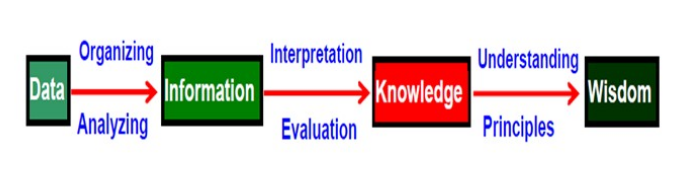 Organizing
Interpretation
Understanding
Data
Information
Knowledge
Wisdom
Analyzing
Evaluation
Principles